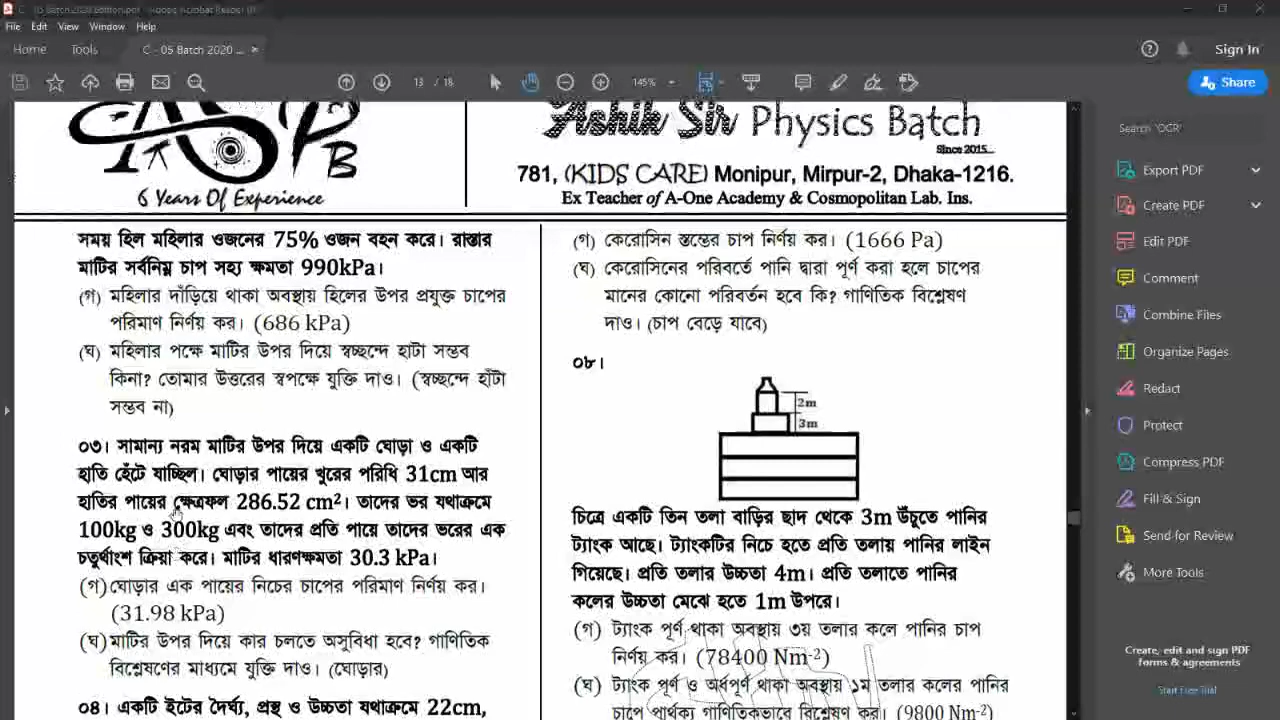 File Edit View Window Help
Home Tools C - 05 Batch 2020 ... × Sign In
13 / 18 145% Share
ASPB
6 Years Of Experience
Ashik Sir Physics Batch
Since 2015...
781, (KIDS CARE) Monipur, Mirpur-2, Dhaka-1216.
Ex Teacher of A-One Academy & Cosmopolitan Lab. Ins.
সময় হিল মহিলার ওজনের 75% ওজন বহন করে। রাস্তার
মাটির সর্বনিম্ন চাপ সহ্য ক্ষমতা 990kPa।
(গ) মহিলার দাঁড়িয়ে থাকা অবস্থায় হিলের উপর প্রযুক্ত চাপের
পরিমাণ নির্ণয় কর। (686 kPa)
(ঘ) মহিলার পক্ষে মাটির উপর দিয়ে স্বচ্ছন্দে হাটা সম্ভব
কিনা? তোমার উত্তরের স্বপক্ষে যুক্তি দাও। (স্বচ্ছন্দে হাঁটা
সম্ভব না)
০৩। সামান্য নরম মাটির উপর দিয়ে একটি ঘোড়া ও একটি
হাতি হেঁটে যাচ্ছিল। ঘোড়ার পায়ের খুরের পরিধি 31cm আর
হাতির পায়ের ক্ষেত্রফল 286.52 cm²। তাদের ভর যথাক্রমে
100kg ও 300kg এবং তাদের প্রতি পায়ে তাদের ভরের এক
চতুর্থাংশ ক্রিয়া করে। মাটির ধারণক্ষমতা 30.3 kPa।
(গ) ঘোড়ার এক পায়ের নিচের চাপের পরিমাণ নির্ণয় কর।
(31.98 kPa)
(ঘ) মাটির উপর দিয়ে কার চলতে অসুবিধা হবে? গাণিতিক
বিশ্লেষণের মাধ্যমে যুক্তি দাও। (ঘোড়ার)
০৪। একটি ইটের দৈর্ঘ্য, প্রস্থ ও উচ্চতা যথাক্রমে 22cm,
(গ) কেরোসিন স্তম্ভের চাপ নির্ণয় কর। (1666 Pa)
(ঘ) কেরোসিনের পরিবর্তে পানি দ্বারা পূর্ণ করা হলে চাপের
মানের কোনো পরিবর্তন হবে কি? গাণিতিক বিশ্লেষণ
দাও। (চাপ বেড়ে যাবে)
০৮।
2m
3m
চিত্রে একটি তিন তলা বাড়ির ছাদ থেকে 3m উঁচুতে পানির
ট্যাংক আছে। ট্যাংকটির নিচে হতে প্রতি তলায় পানির লাইন
গিয়েছে। প্রতি তলার উচ্চতা 4m। প্রতি তলাতে পানির
কলের উচ্চতা মেঝে হতে 1m উপরে।
(গ) ট্যাংক পূর্ণ থাকা অবস্থায় ৩য় তলার কলে পানির চাপ
নির্ণয় কর। (78400 Nm⁻²)
(ঘ) ট্যাংক পূর্ণ ও অর্ধপূর্ণ থাকা অবস্থায় ১ম তলার কলের পানির
চাপে পার্থক্য গাণিতিকভাবে বিশ্লেষণ কর। (9800 Nm⁻²)
Search 'OCR'
Export PDF
Create PDF
Edit PDF
Comment
Combine Files
Organize Pages
Redact
Protect
Compress PDF
Fill & Sign
Send for Review
More Tools
Create, edit and sign PDF
forms & agreements
Start Free Trial